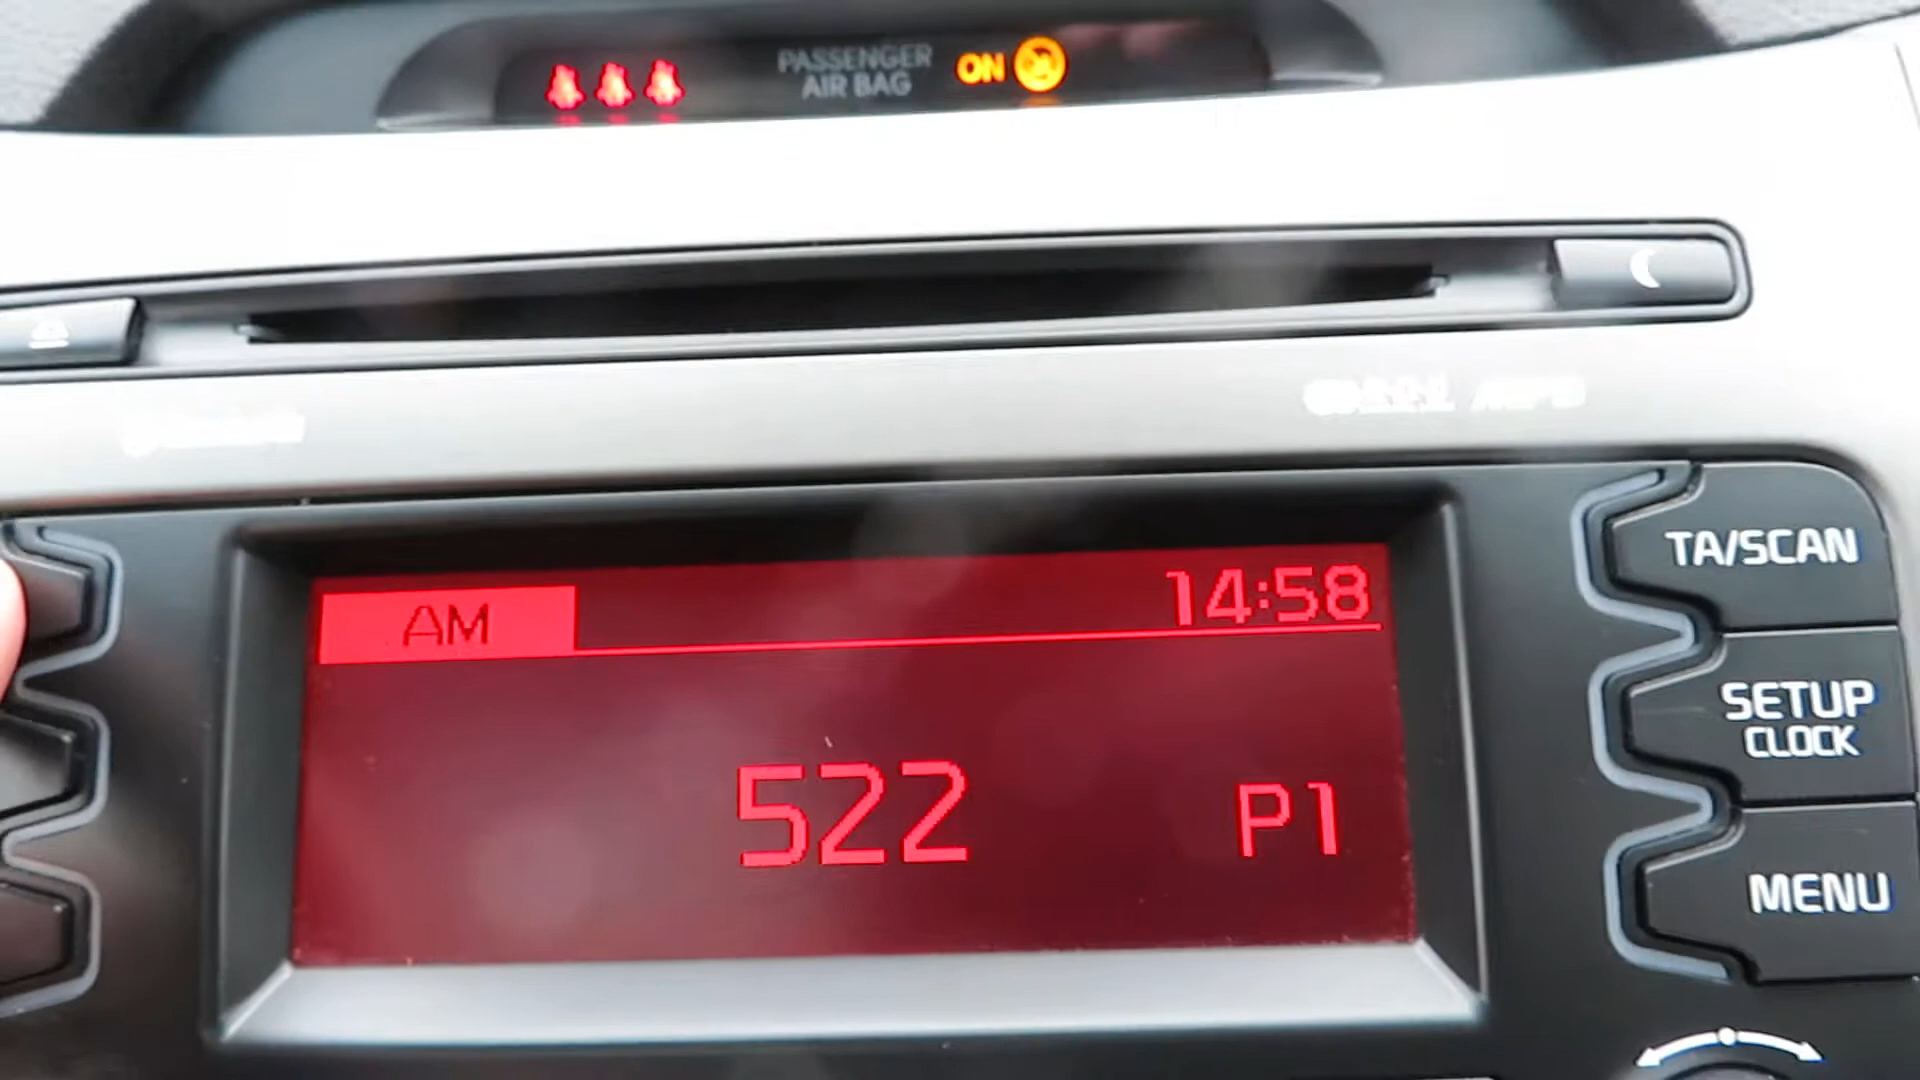 PASSENGER
AIR BAG
ON
TA/SCAN
AM
14:58
SETUP
CLOCK
522
P1
MENU